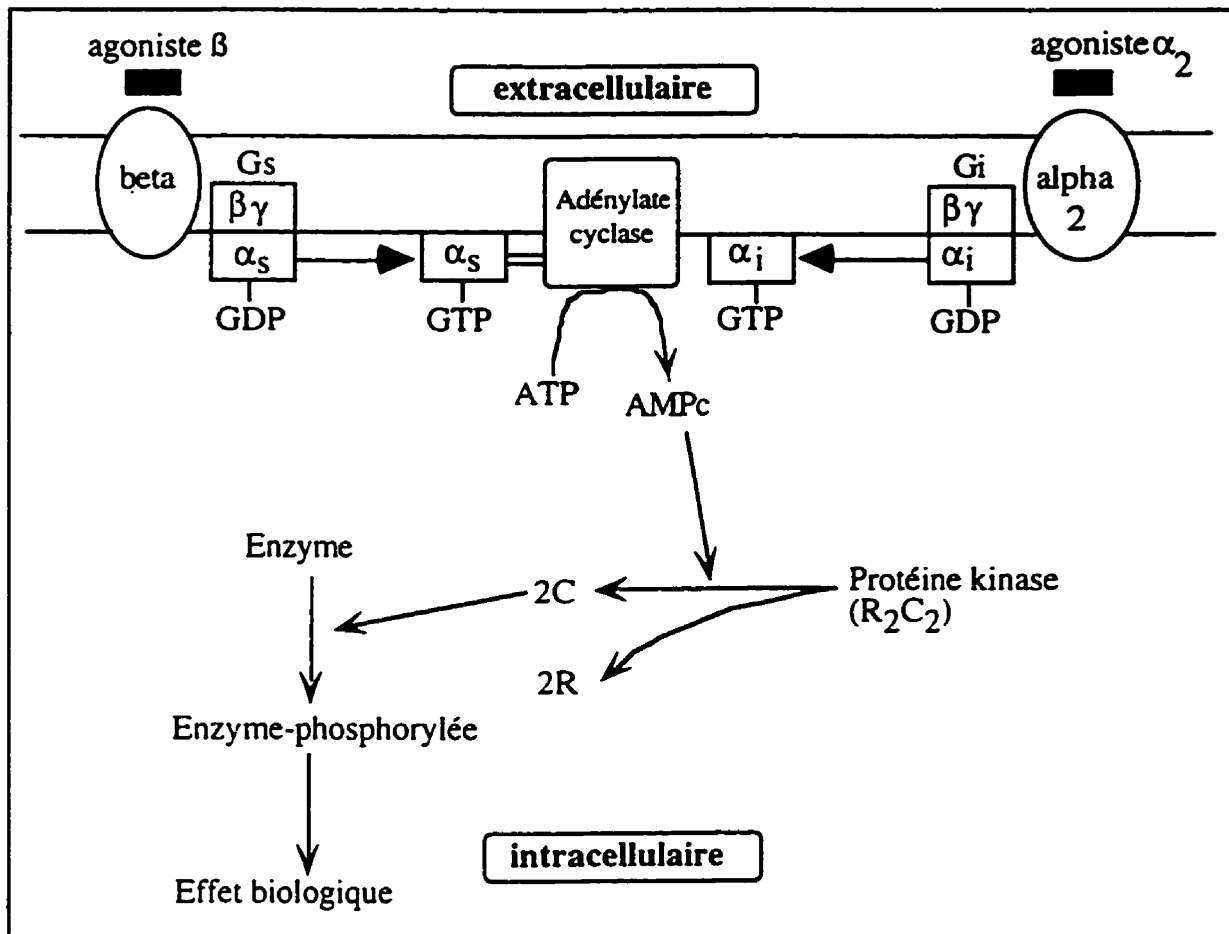 agoniste ß
agoniste α2
extracellulaire
beta
Gs
βγ
αs
GDP
αs
GTP
Adénylate
cyclase
αi
GTP
Gi
βγ
αi
GDP
alpha
2
ATP
AMPc
Enzyme
2C
Protéine kinase
(R2C2)
2R
Enzyme-phosphorylée
intracellulaire
Effet biologique